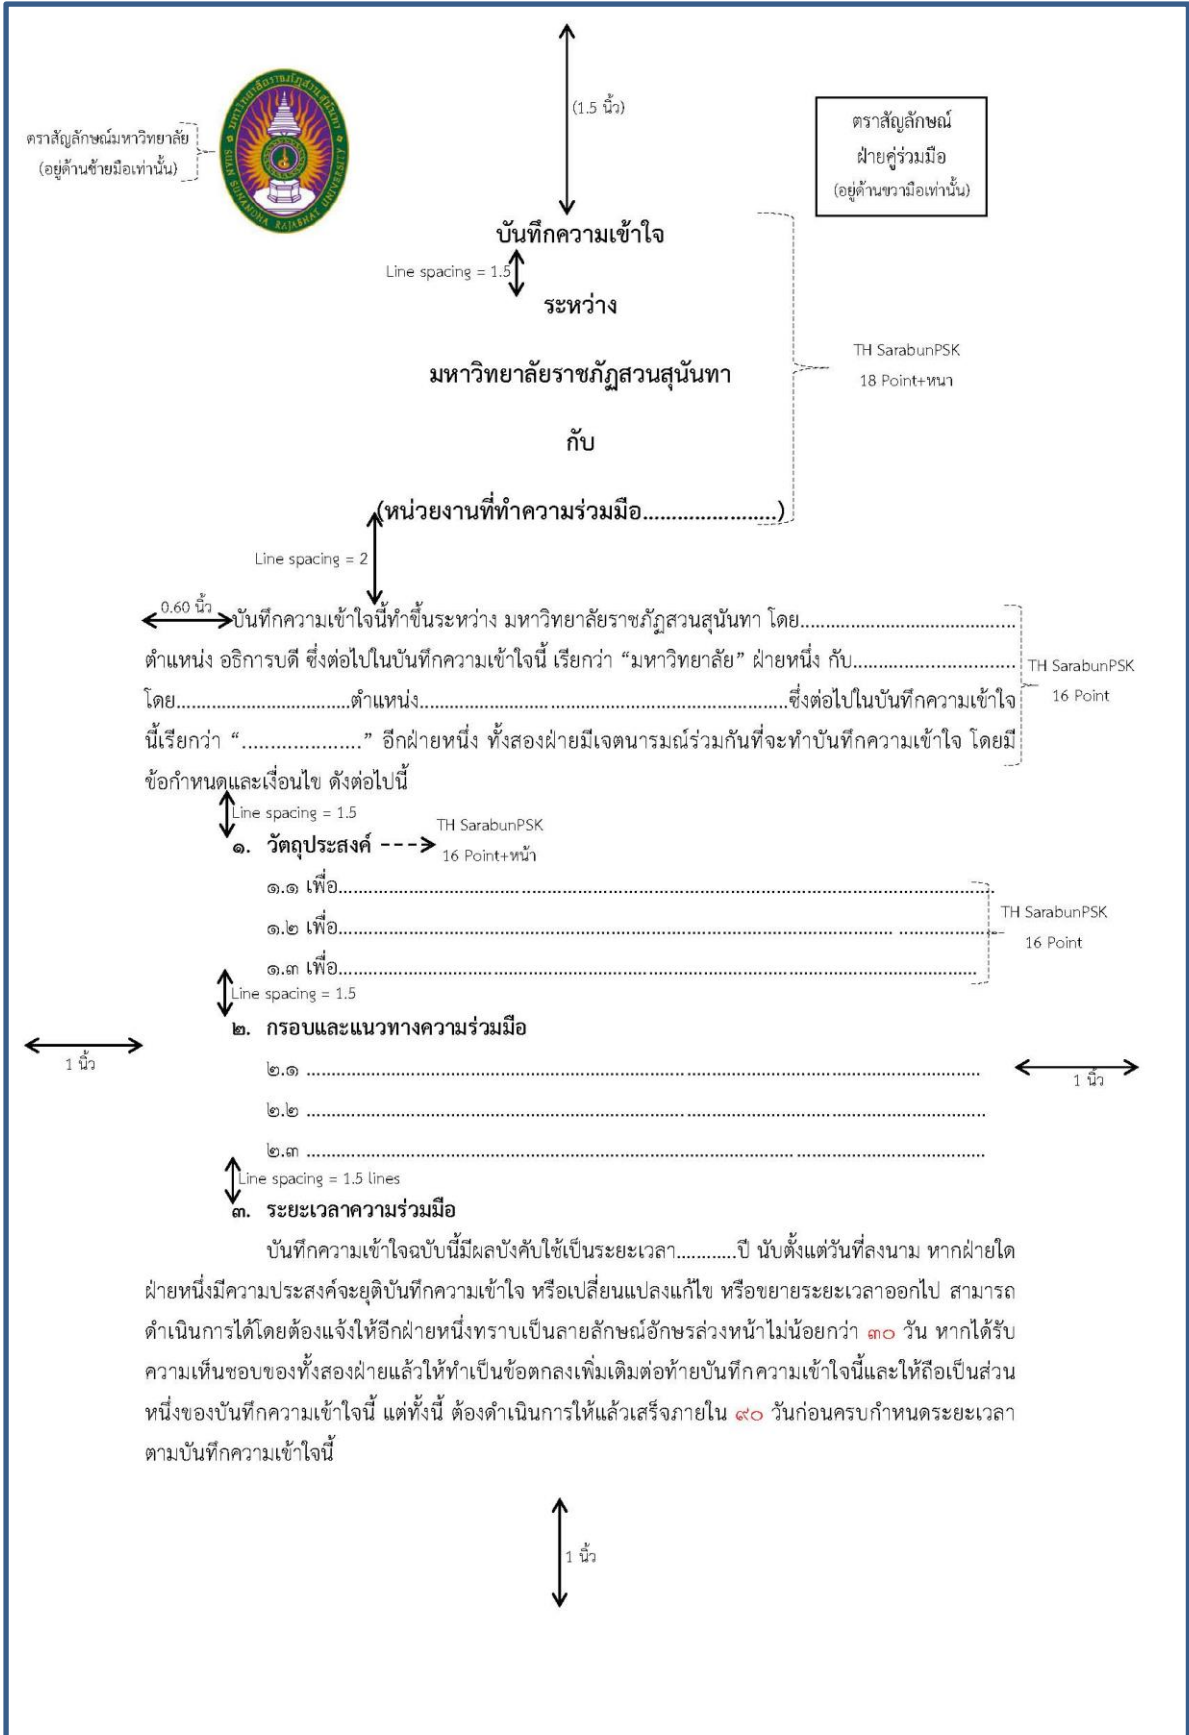 (1.5 นิ้ว)
ตราสัญลักษณ์มหาวิทยาลัย
(อยู่ด้านซ้ายมือเท่านั้น)
มหาวิทยาลัยราชภัฏสวนสุนันทา
SUAN SUNANDHA RAJABHAT UNIVERSITY
ตราสัญลักษณ์
ฝ่ายคู่ร่วมมือ
(อยู่ด้านขวามือเท่านั้น)
บันทึกความเข้าใจ
Line spacing = 1.5
ระหว่าง
มหาวิทยาลัยราชภัฏสวนสุนันทา
TH SarabunPSK
18 Point+หนา
กับ
(หน่วยงานที่ทำความร่วมมือ.......................)
Line spacing = 2
0.60 นิ้ว
บันทึกความเข้าใจนี้ทำขึ้นระหว่าง มหาวิทยาลัยราชภัฏสวนสุนันทา โดย..........................................
ตำแหน่ง อธิการบดี ซึ่งต่อไปในบันทึกความเข้าใจนี้ เรียกว่า “มหาวิทยาลัย” ฝ่ายหนึ่ง กับ................................
โดย..................................ตำแหน่ง........................................................................ซึ่งต่อไปในบันทึกความเข้าใจ
นี้เรียกว่า “.....................” อีกฝ่ายหนึ่ง ทั้งสองฝ่ายมีเจตนารมณ์ร่วมกันที่จะทำบันทึกความเข้าใจ โดยมี
ข้อกำหนดและเงื่อนไข ดังต่อไปนี้
TH SarabunPSK
16 Point
Line spacing = 1.5
๑. วัตถุประสงค์
TH SarabunPSK
16 Point+หน้า
๑.๑ เพื่อ................................................................................................................................
๑.๒ เพื่อ............................................................................................................. ...................
๑.๓ เพื่อ.............................................................................................................................
TH SarabunPSK
16 Point
Line spacing = 1.5
๒. กรอบและแนวทางความร่วมมือ
1 นิ้ว
1 นิ้ว
๒.๑ ....................................................................................................................................
๒.๒ .....................................................................................................................................
๒.๓ .....................................................................................................................................
Line spacing = 1.5 lines
๓. ระยะเวลาความร่วมมือ
บันทึกความเข้าใจฉบับนี้มีผลบังคับใช้เป็นระยะเวลา............ปี นับตั้งแต่วันที่ลงนาม หากฝ่ายใด
ฝ่ายหนึ่งมีความประสงค์จะยุติบันทึกความเข้าใจ หรือเปลี่ยนแปลงแก้ไข หรือขยายระยะเวลาออกไป สามารถ
ดำเนินการได้โดยต้องแจ้งให้อีกฝ่ายหนึ่งทราบเป็นลายลักษณ์อักษรล่วงหน้าไม่น้อยกว่า ๓๐ วัน หากได้รับ
ความเห็นชอบของทั้งสองฝ่ายแล้วให้ทำเป็นข้อตกลงเพิ่มเติมต่อท้ายบันทึกความเข้าใจนี้และให้ถือเป็นส่วน
หนึ่งของบันทึกความเข้าใจนี้ แต่ทั้งนี้ ต้องดำเนินการให้แล้วเสร็จภายใน ๙๐ วันก่อนครบกำหนดระยะเวลา
ตามบันทึกความเข้าใจนี้
1 นิ้ว